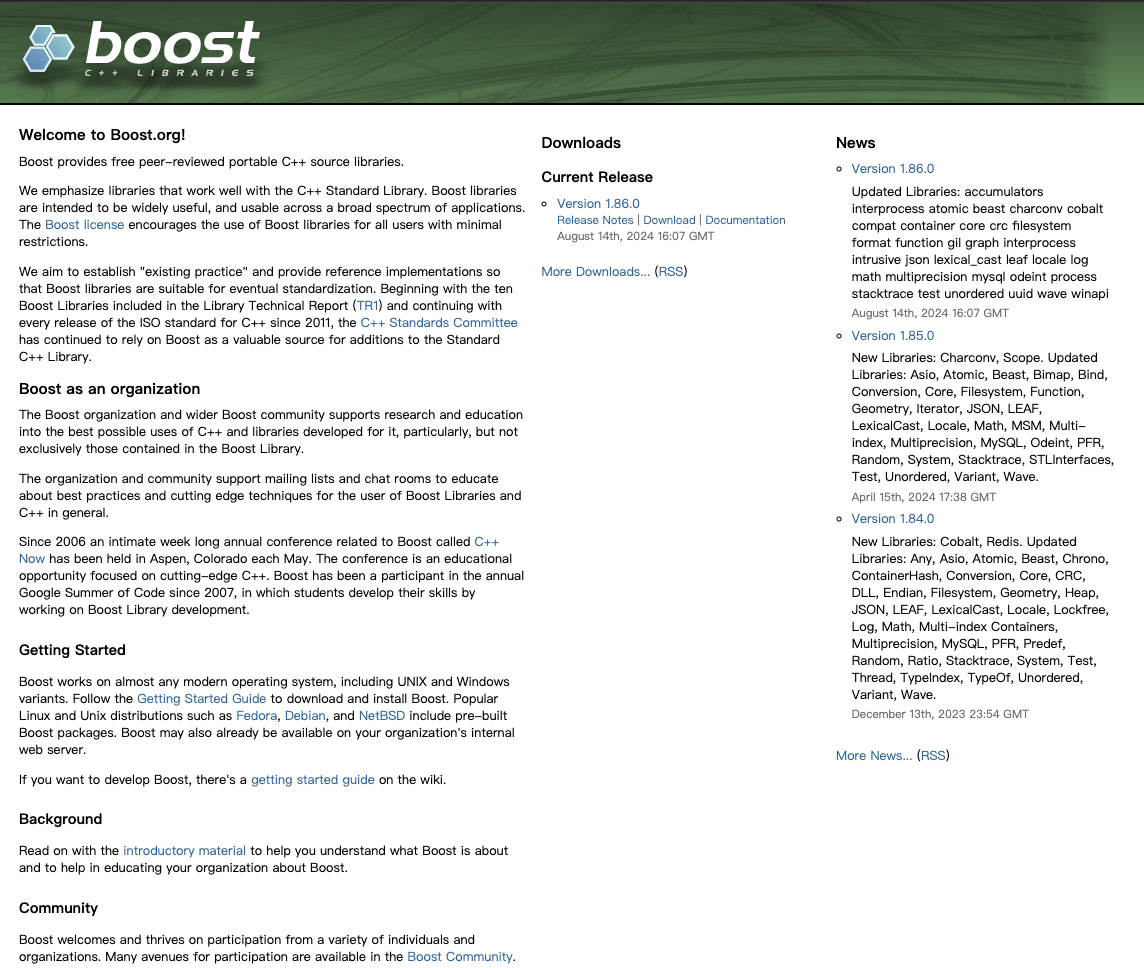 boost
C++ LIBRARIES
Welcome to Boost.org!
Boost provides free peer-reviewed portable C++ source libraries.
We emphasize libraries that work well with the C++ Standard Library. Boost libraries
are intended to be widely useful, and usable across a broad spectrum of applications.
The Boost license encourages the use of Boost libraries for all users with minimal
restrictions.
We aim to establish "existing practice" and provide reference implementations so
that Boost libraries are suitable for eventual standardization. Beginning with the ten
Boost Libraries included in the Library Technical Report (TR1) and continuing with
every release of the ISO standard for C++ since 2011, the C++ Standards Committee
has continued to rely on Boost as a valuable source for additions to the Standard
C++ Library.
Boost as an organization
The Boost organization and wider Boost community supports research and education
into the best possible uses of C++ and libraries developed for it, particularly, but not
exclusively those contained in the Boost Library.
The organization and community support mailing lists and chat rooms to educate
about best practices and cutting edge techniques for the user of Boost Libraries and
C++ in general.
Since 2006 an intimate week long annual conference related to Boost called C++
Now has been held in Aspen, Colorado each May. The conference is an educational
opportunity focused on cutting-edge C++. Boost has been a participant in the annual
Google Summer of Code since 2007, in which students develop their skills by
working on Boost Library development.
Getting Started
Boost works on almost any modern operating system, including UNIX and Windows
variants. Follow the Getting Started Guide to download and install Boost. Popular
Linux and Unix distributions such as Fedora, Debian, and NetBSD include pre-built
Boost packages. Boost may also already be available on your organization's internal
web server.
If you want to develop Boost, there's a getting started guide on the wiki.
Background
Read on with the introductory material to help you understand what Boost is about
and to help in educating your organization about Boost.
Community
Boost welcomes and thrives on participation from a variety of individuals and
organizations. Many avenues for participation are available in the Boost Community.
Downloads
Current Release
Version 1.86.0
Release Notes | Download | Documentation
August 14th, 2024 16:07 GMT
More Downloads... (RSS)
News
Version 1.86.0
Updated Libraries: accumulators
interprocess atomic beast charconv cobalt
compat container core crc filesystem
format function gil graph interprocess
intrusive json lexical_cast leaf locale log
math multiprecision mysql odeint process
stacktrace test unordered uuid wave winapi
August 14th, 2024 16:07 GMT
Version 1.85.0
New Libraries: Charconv, Scope. Updated
Libraries: Asio, Atomic, Beast, Bimap, Bind,
Conversion, Core, Filesystem, Function,
Geometry, Iterator, JSON, LEAF,
LexicalCast, Locale, Math, MSM, Multi-
index, Multiprecision, MySQL, Odeint, PFR,
Random, System, Stacktrace, STLInterfaces,
Test, Unordered, Variant, Wave.
April 15th, 2024 17:38 GMT
Version 1.84.0
New Libraries: Cobalt, Redis. Updated
Libraries: Any, Asio, Atomic, Beast, Chrono,
ContainerHash, Conversion, Core, CRC,
DLL, Endian, Filesystem, Geometry, Heap,
JSON, LEAF, LexicalCast, Locale, Lockfree,
Log, Math, Multi-index Containers,
Multiprecision, MySQL, PFR, Predef,
Random, Ratio, Stacktrace, System, Test,
Thread, TypeIndex, TypeOf, Unordered,
Variant, Wave.
December 13th, 2023 23:54 GMT
More News... (RSS)